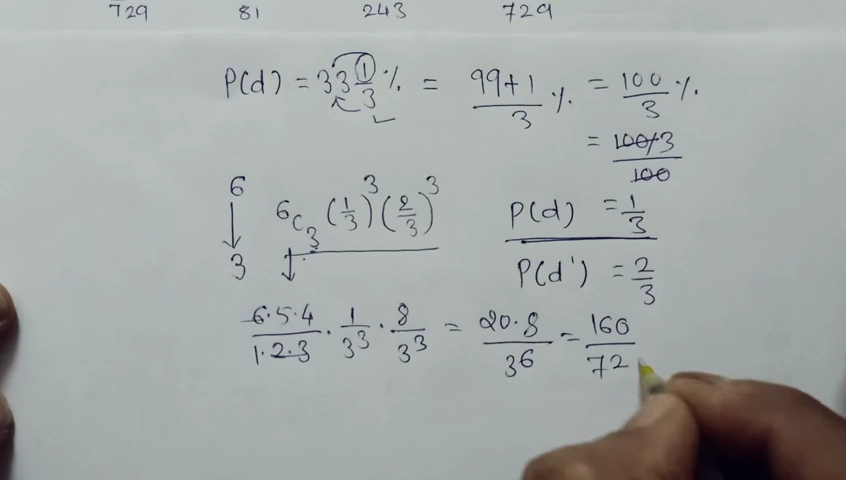 729 81 243 729
P(d) = 33 1/3 % = 99+1/3 % = 100/3 %
= 100/3/100
6 6C3 (1/3)^3 (2/3)^3 P(d) = 1/3
3 P(d') = 2/3
6·5·4/1·2·3 · 1/3^3 · 8/3^3 = 20·8/3^6 = 160/72